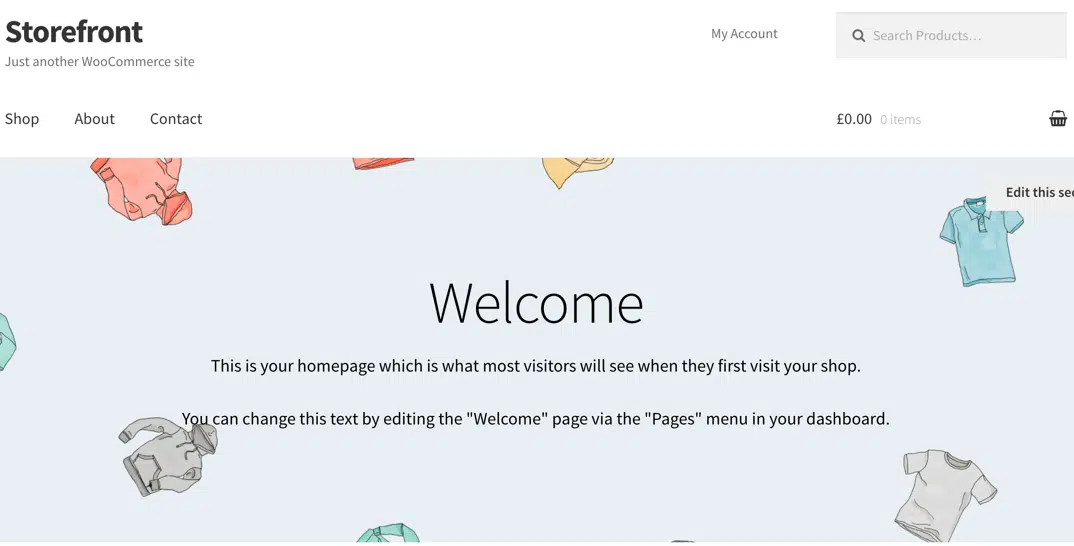 Storefront
Just another WooCommerce site
My Account
Search Products…
Shop
About
Contact
£0.00 0 items
Edit this
Welcome
This is your homepage which is what most visitors will see when they first visit your shop.
You can change this text by editing the "Welcome" page via the "Pages" menu in your dashboard.